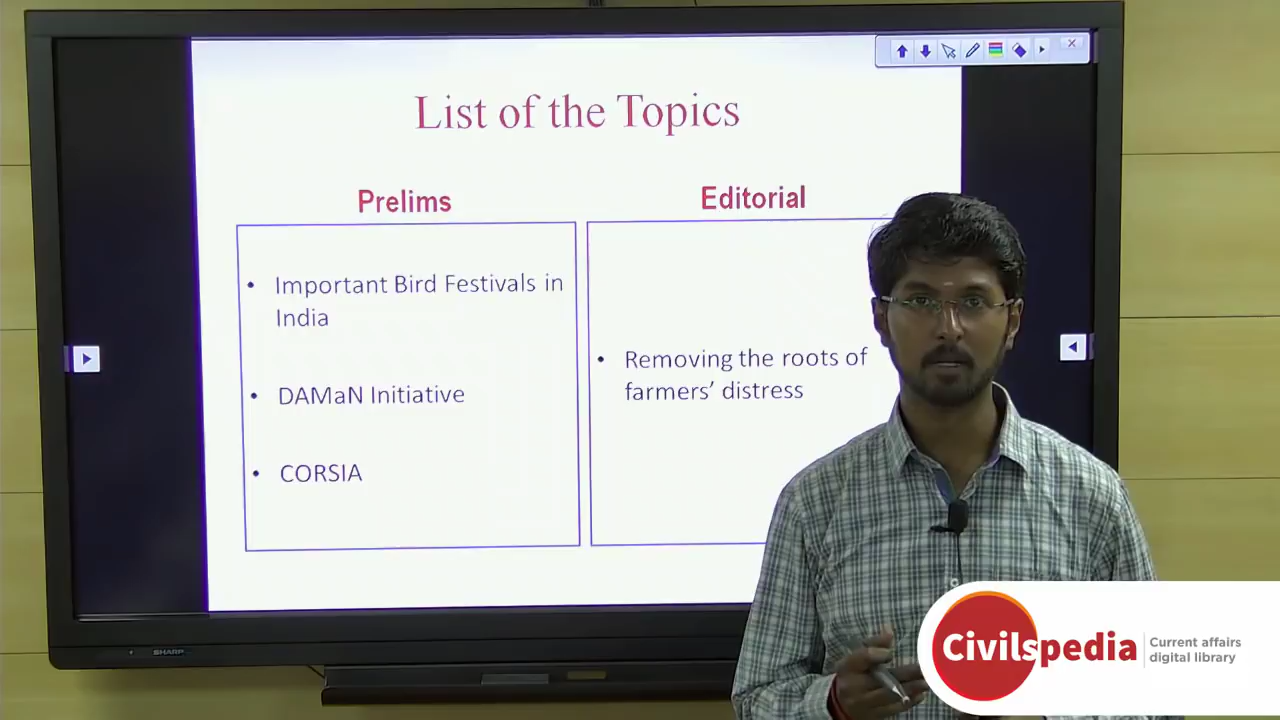 List of the Topics
Prelims
Editorial
• Important Bird Festivals in
India
• DAMaN Initiative
• CORSIA
• Removing the roots of
farmers' distress
SHARP
Civilspedia
Current affairs
digital library